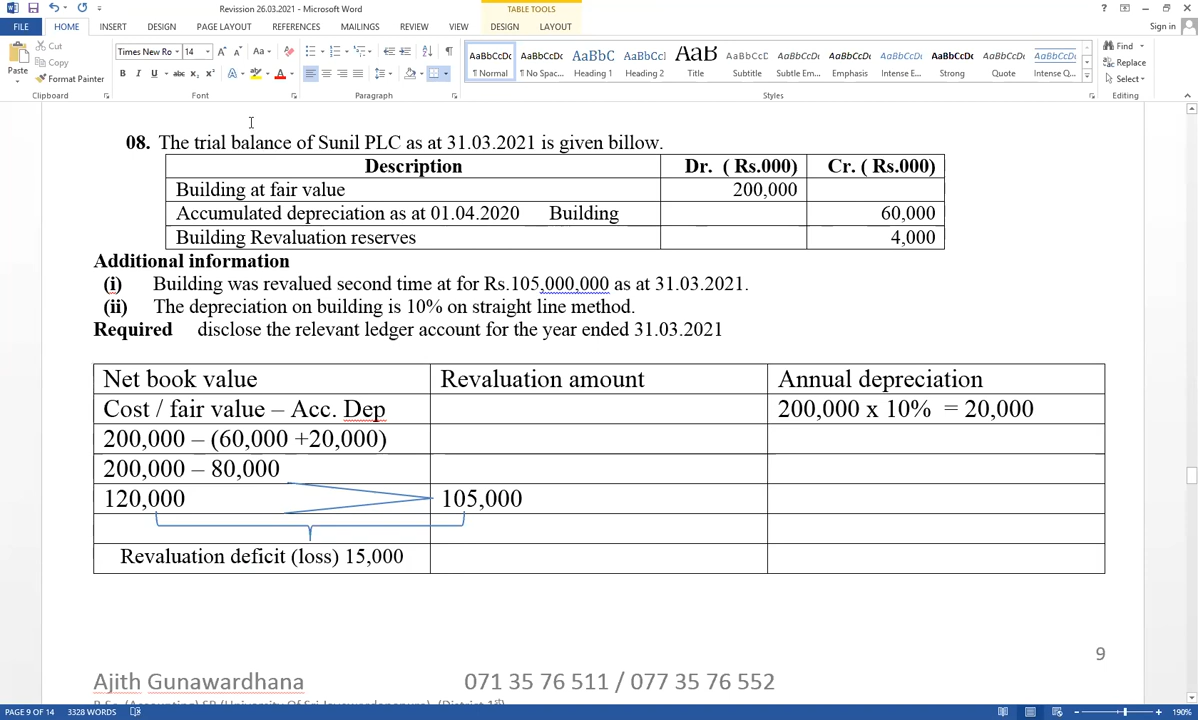 Revission 26.03.2021 - Microsoft Word
TABLE TOOLS
Sign in
FILE HOME INSERT DESIGN PAGE LAYOUT REFERENCES MAILINGS REVIEW VIEW DESIGN LAYOUT
Paste
Cut
Copy
Format Painter
Times New Ro 14
¶ Normal ¶ No Spac... Heading 1 Heading 2 Title Subtitle Subtle Em... Emphasis Intense E... Strong Quote Intense Q...
Find
Replace
Select
Clipboard Font Paragraph Styles Editing
08. The trial balance of Sunil PLC as at 31.03.2021 is given billow.
Description Dr. ( Rs.000) Cr. ( Rs.000)
Building at fair value 200,000
Accumulated depreciation as at 01.04.2020 Building 60,000
Building Revaluation reserves 4,000
Additional information
(i) Building was revalued second time at for Rs.105,000,000 as at 31.03.2021.
(ii) The depreciation on building is 10% on straight line method.
Required disclose the relevant ledger account for the year ended 31.03.2021
Net book value Revaluation amount Annual depreciation
Cost / fair value – Acc. Dep 200,000 x 10% = 20,000
200,000 – (60,000 +20,000)
200,000 – 80,000
120,000 105,000
Revaluation deficit (loss) 15,000
9
Ajith Gunawardhana 071 35 76 511 / 077 35 76 552
PAGE 9 OF 14 3328 WORDS 190%